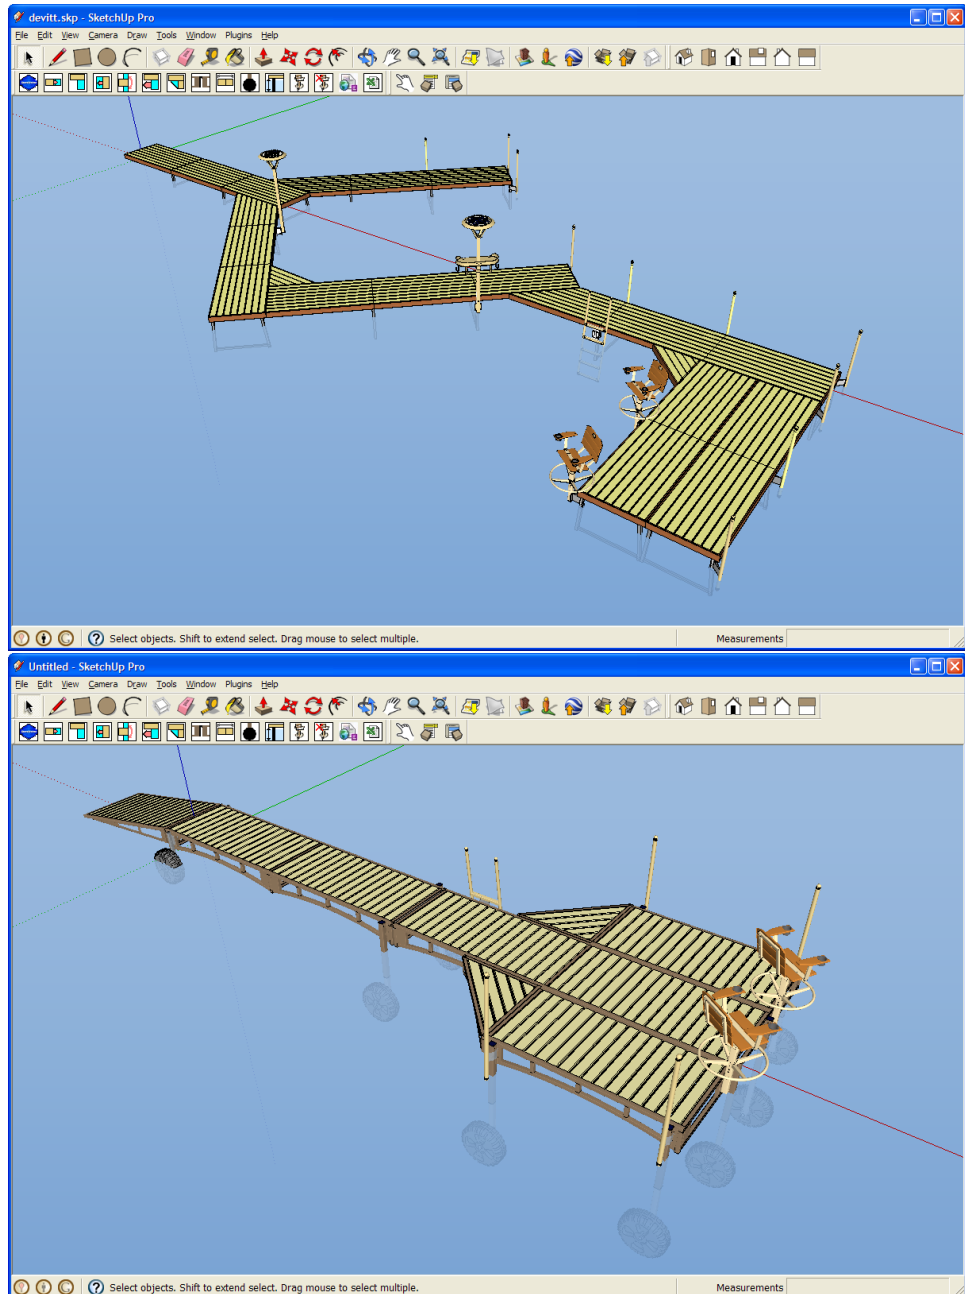 devitt.skp - SketchUp Pro
File Edit View Camera Draw Tools Window Plugins Help
Select objects. Shift to extend select. Drag mouse to select multiple.
Measurements
Untitled - SketchUp Pro
File Edit View Camera Draw Tools Window Plugins Help
Select objects. Shift to extend select. Drag mouse to select multiple.
Measurements